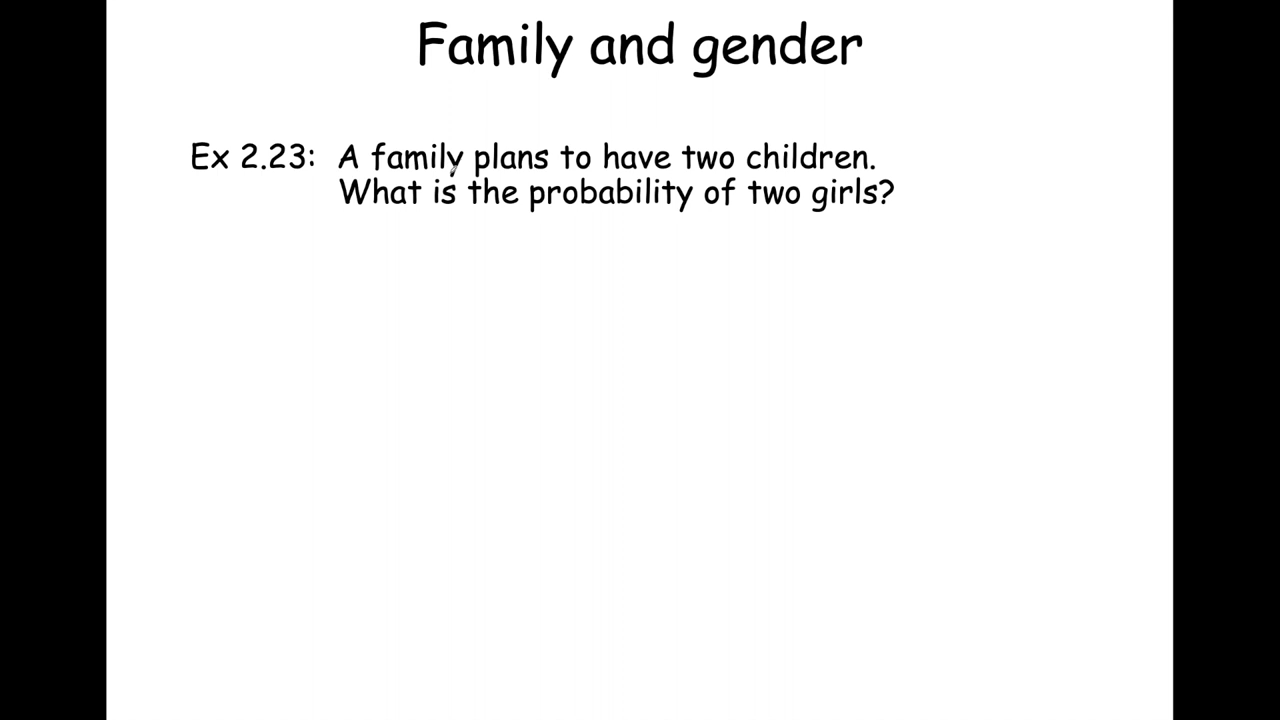 Family and gender
Ex 2.23: A family plans to have two children.
What is the probability of two girls?